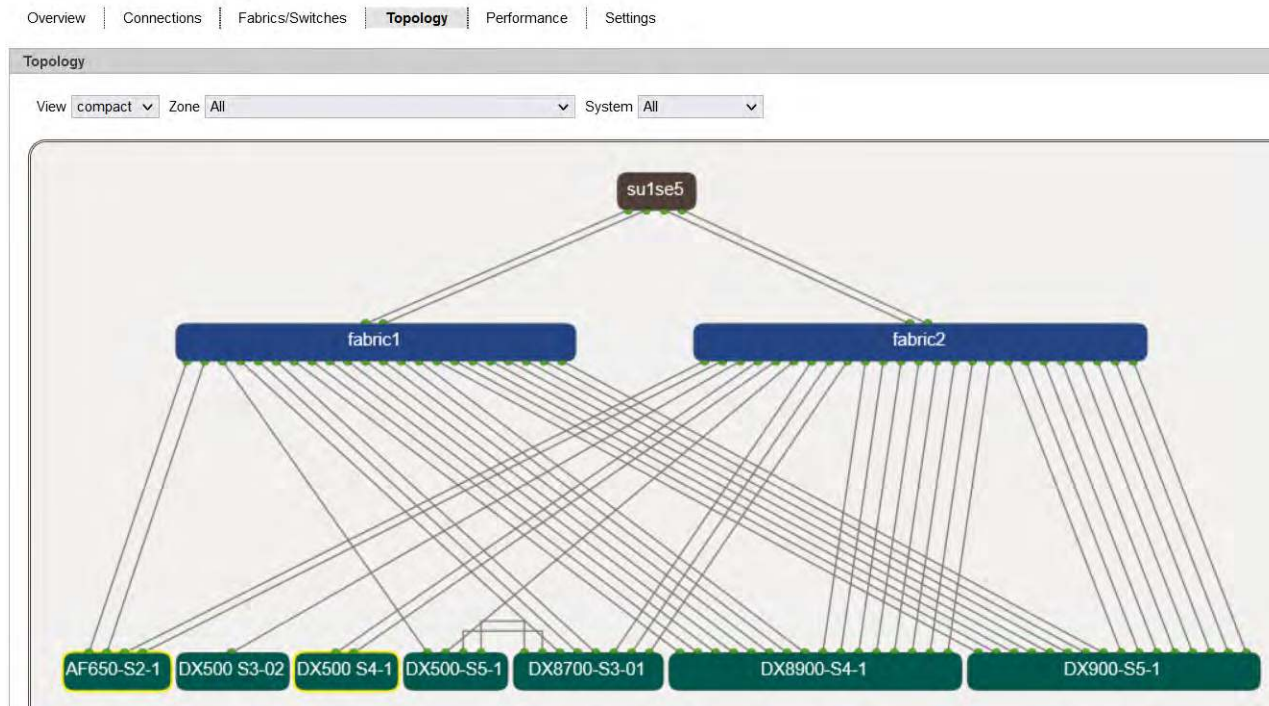 Overview Connections Fabrics/Switches Topology Performance Settings
Topology
View compact Zone All System All
su1se5
fabric1 fabric2
AF650-S2-1 DX500 S3-02 DX500 S4-1 DX500-S5-1 DX8700-S3-01 DX8900-S4-1 DX900-S5-1